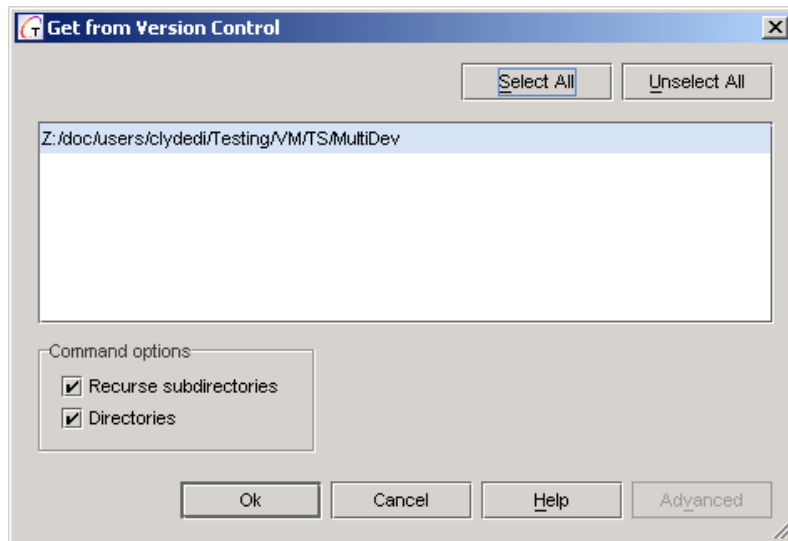 Get from Version Control
Select All
Unselect All
Z:/doc/users/clydedi/Testing/VM/TS/MultiDev
Command options
Recurse subdirectories
Directories
Ok
Cancel
Help
Advanced